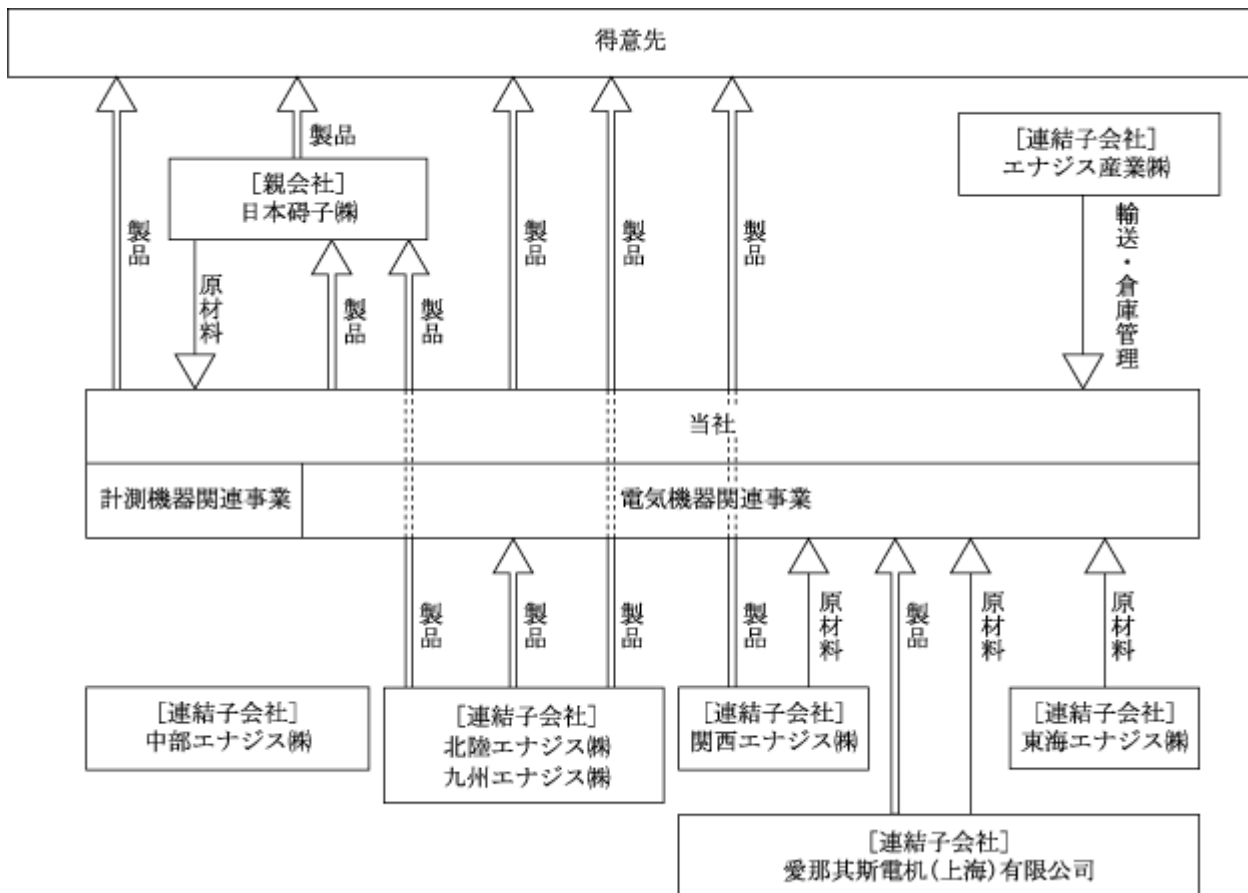 得意先
製品
[連結子会社]
エナジス産業㈱
[親会社]
日本碍子㈱
製品
原材料
製品
製品
製品
製品
製品
輸送・倉庫管理
当社
計測機器関連事業
電気機器関連事業
製品
製品
製品
製品
原材料
製品
原材料
原材料
[連結子会社]
中部エナジス㈱
[連結子会社]
北陸エナジス㈱
九州エナジス㈱
[連結子会社]
関西エナジス㈱
[連結子会社]
東海エナジス㈱
[連結子会社]
愛那其斯電机(上海)有限公司